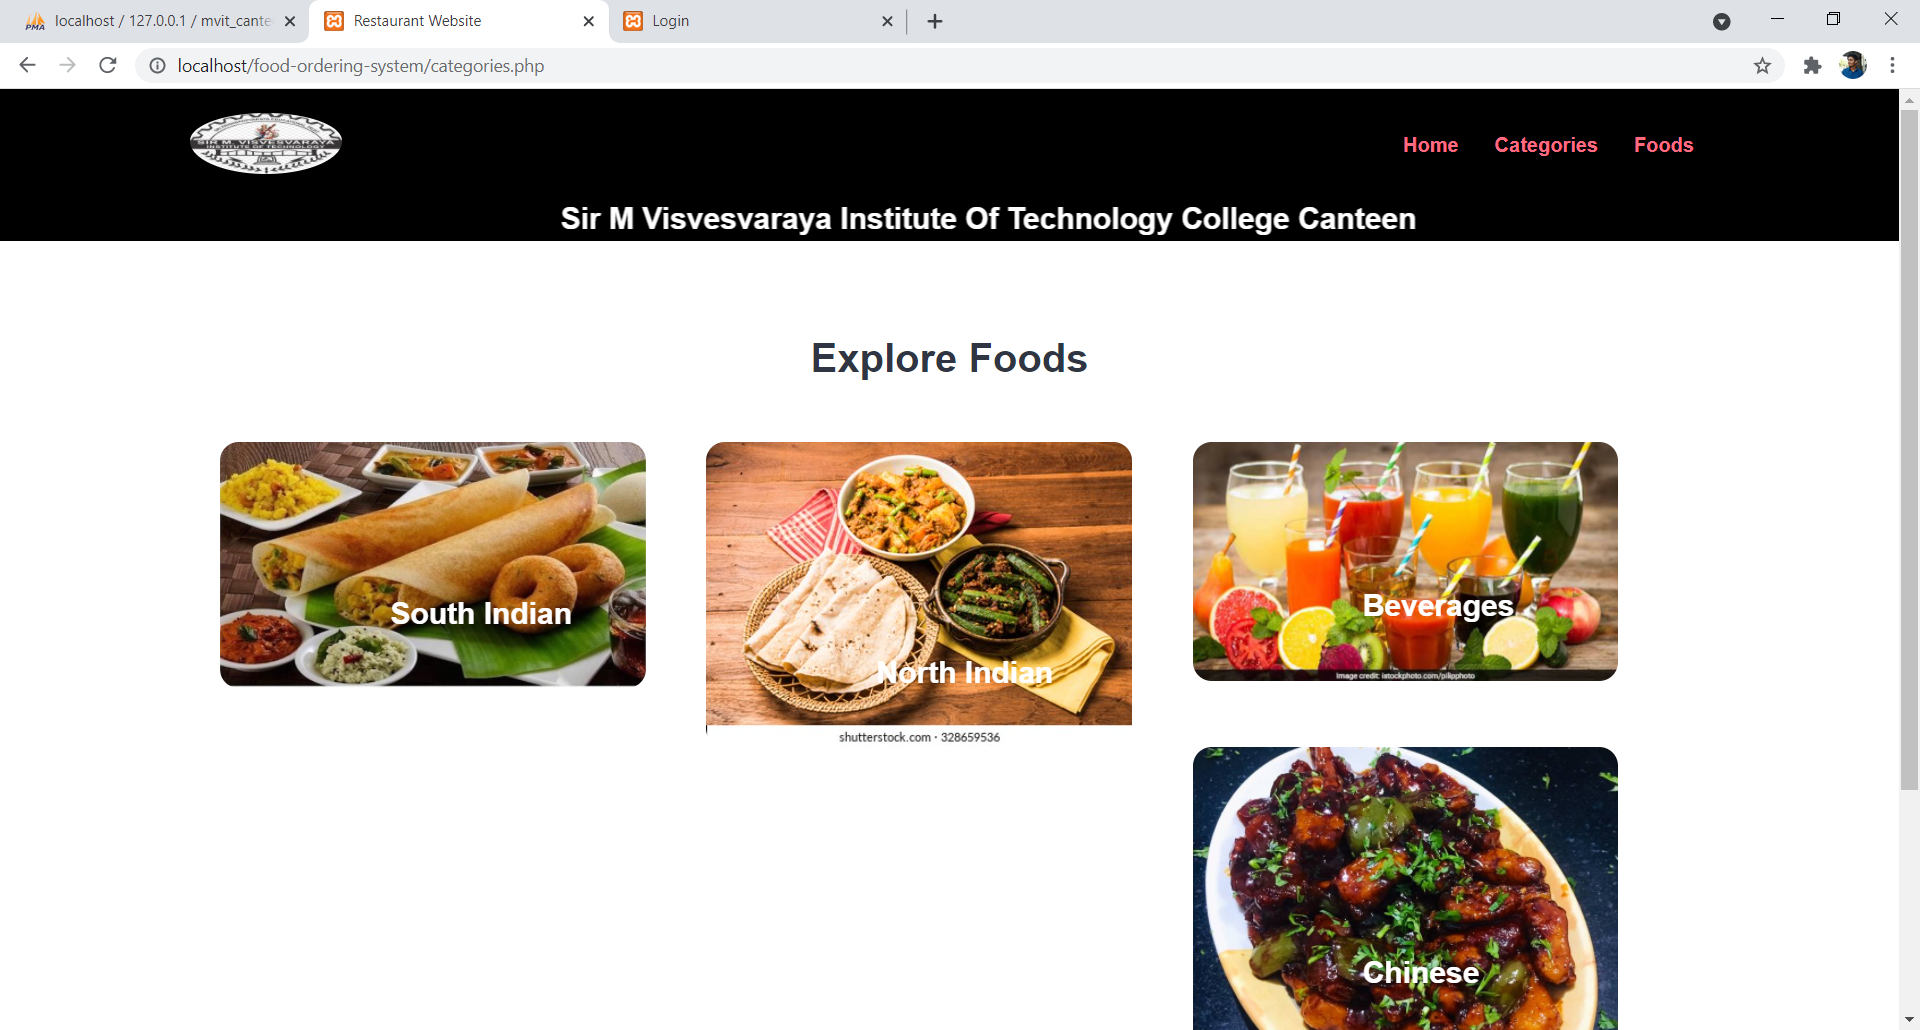 localhost / 127.0.0.1 / mvit_cante
Restaurant Website
Login
localhost/food-ordering-system/categories.php
SIR M. VISVESVARAYA
INSTITUTE OF TECHNOLOGY
Home
Categories
Foods
Sir M Visvesvaraya Institute Of Technology College Canteen
Explore Foods
South Indian
North Indian
shutterstock.com · 328659536
Beverages
Image credit: istockphoto.com/pilipphoto
Chinese